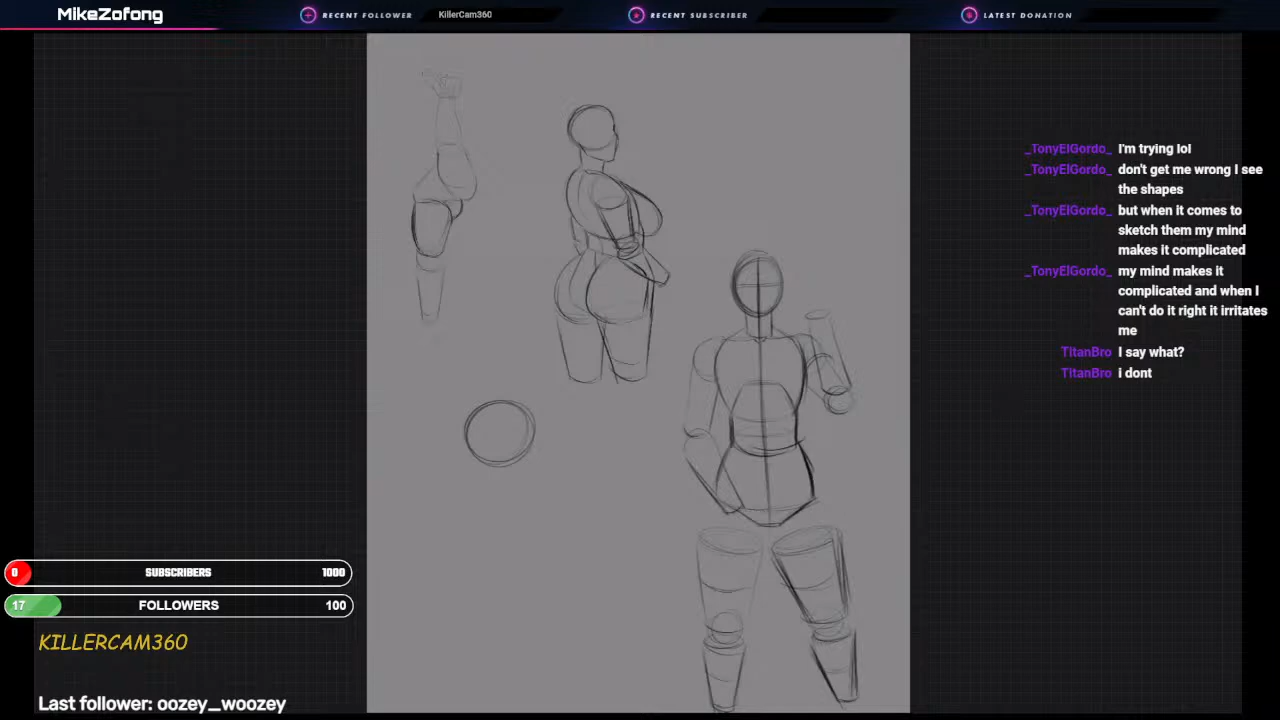 MikeZofong
RECENT FOLLOWER KillerCam360
RECENT SUBSCRIBER
LATEST DONATION
_TonyElGordo_ I'm trying lol
_TonyElGordo_ don't get me wrong I see
the shapes
_TonyElGordo_ but when it comes to
sketch them my mind
makes it complicated
_TonyElGordo_ my mind makes it
complicated and when I
can't do it right it irritates
me
TitanBro I say what?
TitanBro i dont
0 SUBSCRIBERS 1000
17 FOLLOWERS 100
KILLERCAM360
Last follower: oozey_woozey